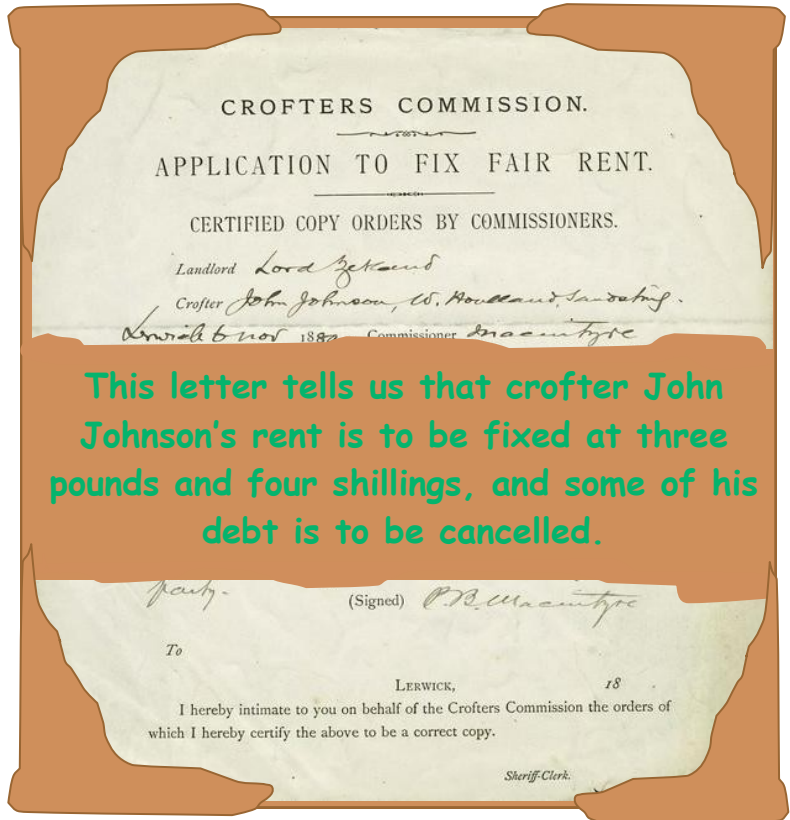 CROFTERS COMMISSION.
APPLICATION TO FIX FAIR RENT.
CERTIFIED COPY ORDERS BY COMMISSIONERS.
Landlord Lord Zetland
Crofter John Johnson, W. Houlland, Sandsting.
Lerwick 6 Nov 1889 Commissioner Macintyre
This letter tells us that crofter John
Johnson's rent is to be fixed at three
pounds and four shillings, and some of his
debt is to be cancelled.
party.
(Signed) P.B. Macintyre
To
LERWICK, 18
I hereby intimate to you on behalf of the Crofters Commission the orders of
which I hereby certify the above to be a correct copy.
Sheriff-Clerk.